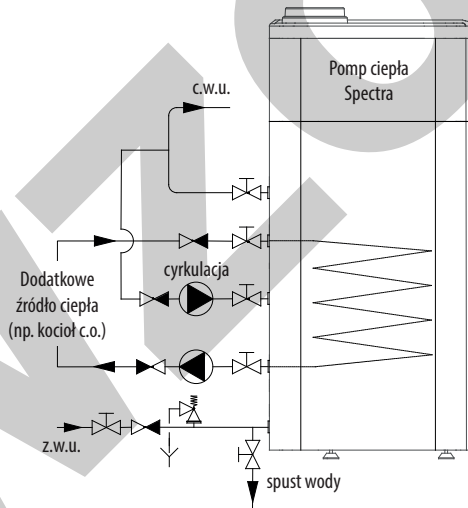 Pomp ciepła
Spectra
c.w.u.
cyrkulacja
Dodatkowe
źródło ciepła
(np. kocioł c.o.)
z.w.u.
spust wody